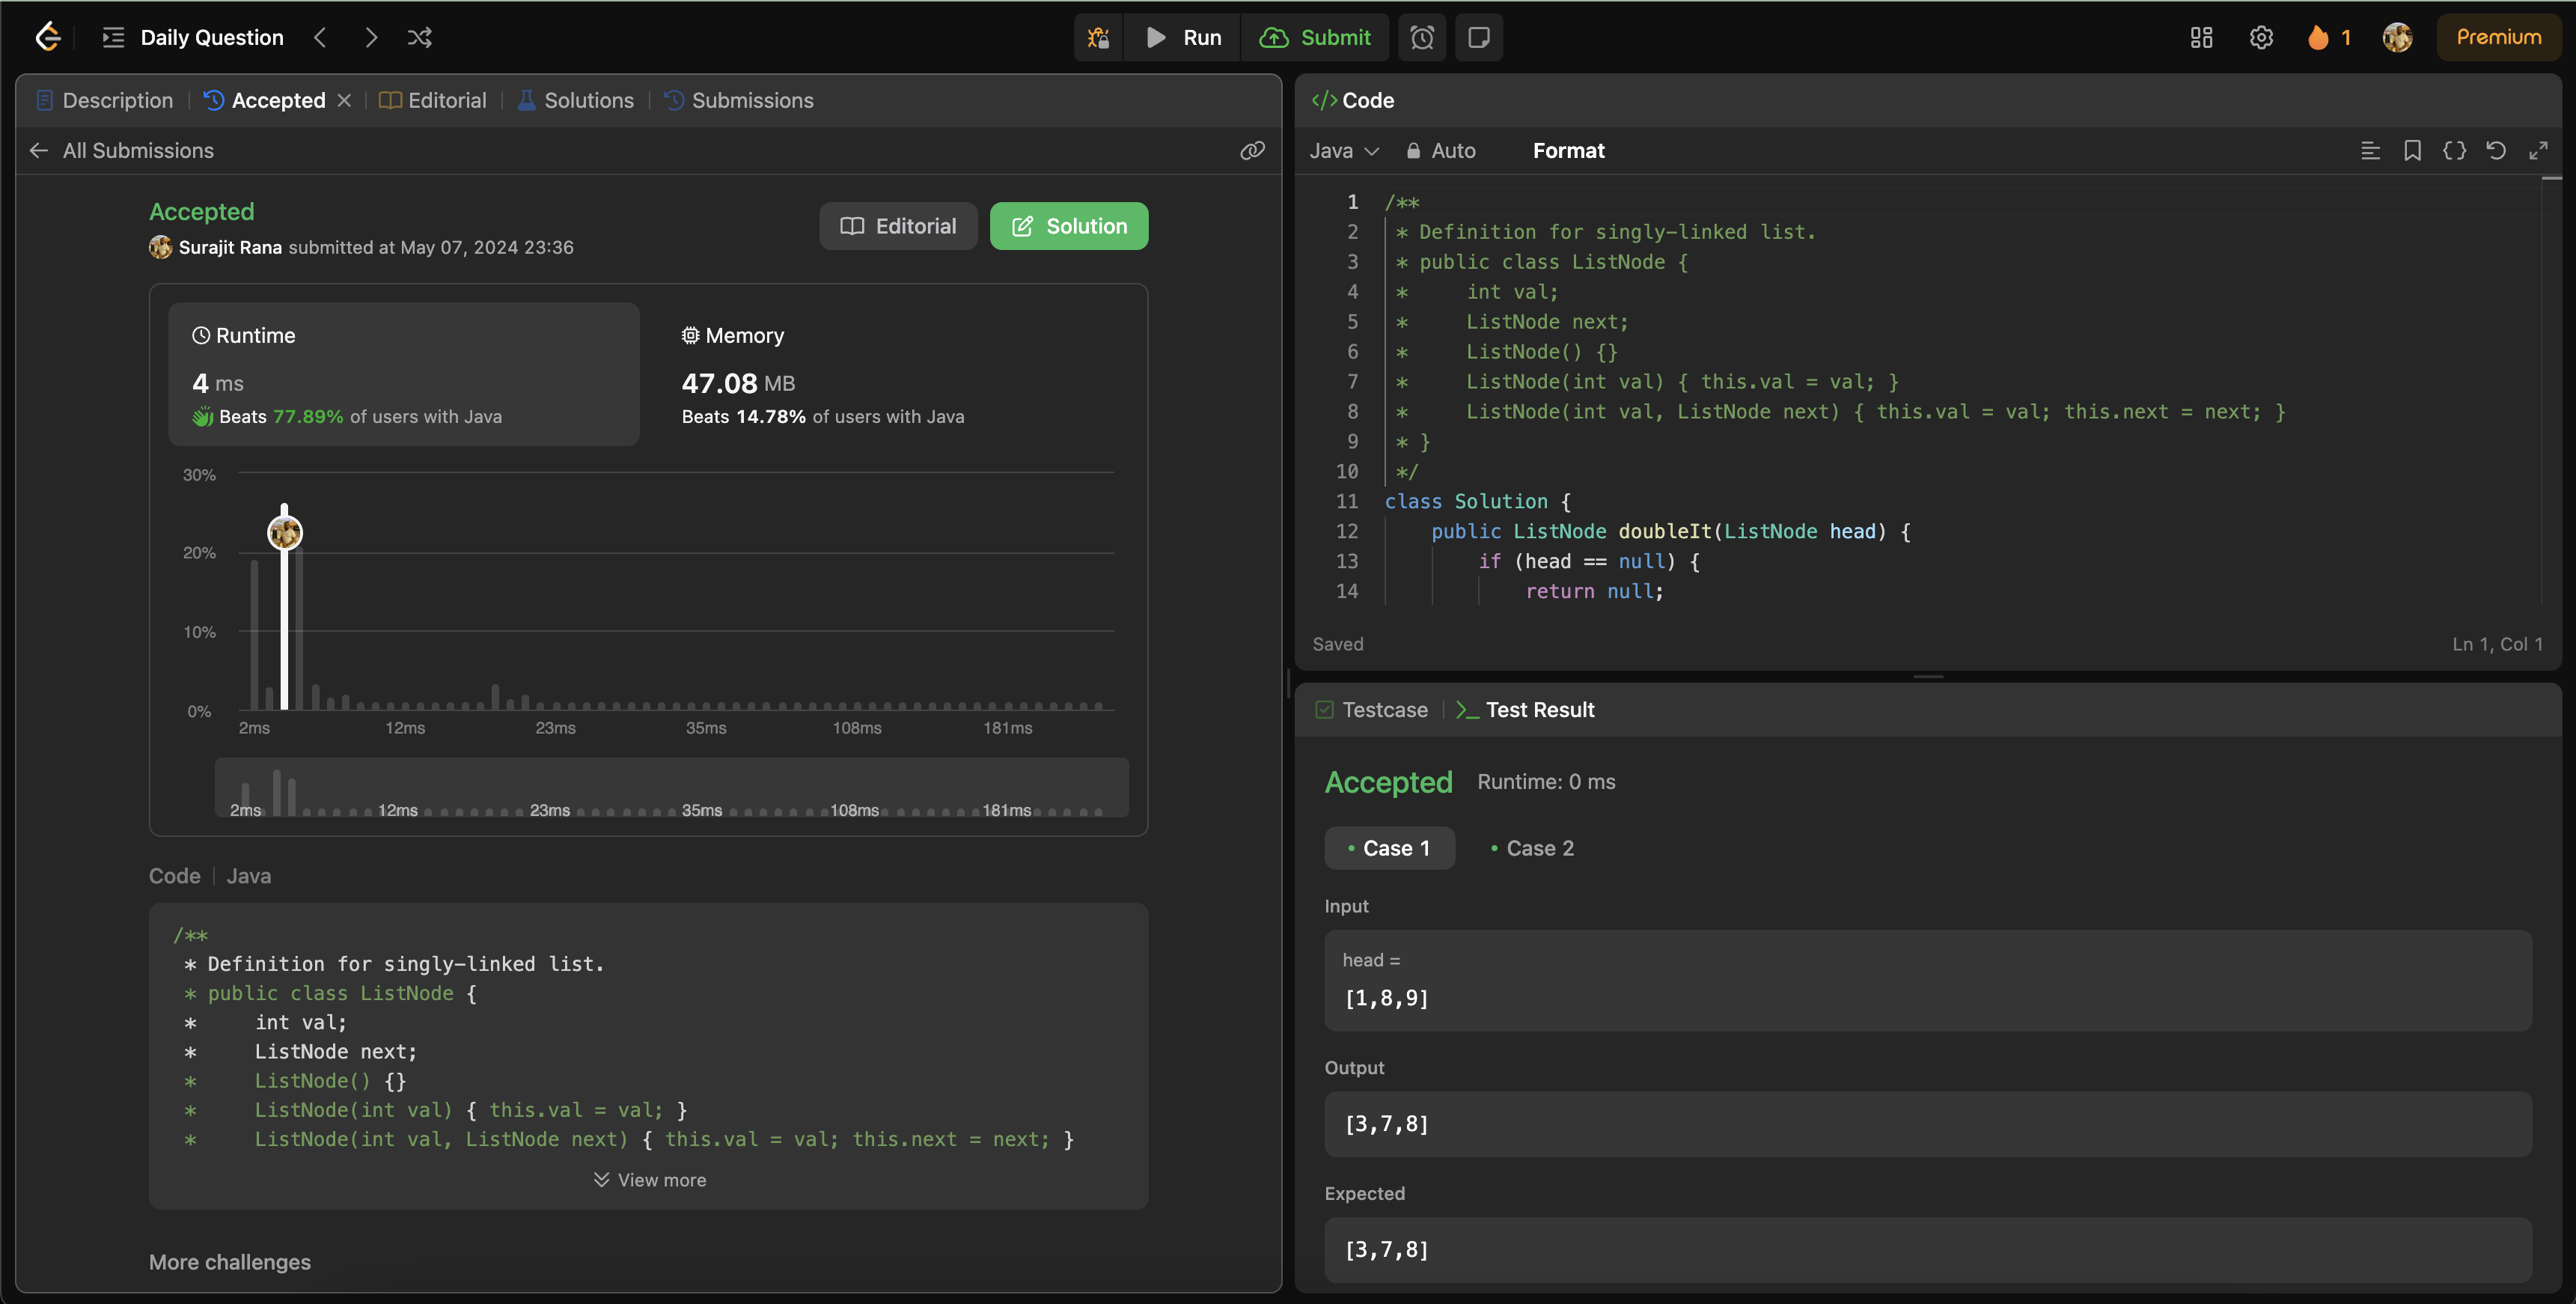 Daily Question
Run
Submit
1
Premium
Description
Accepted
Editorial
Solutions
Submissions
All Submissions
Accepted
Surajit Rana submitted at May 07, 2024 23:36
Editorial
Solution
Runtime
4 ms
Beats 77.89% of users with Java
Memory
47.08 MB
Beats 14.78% of users with Java
30%
20%
10%
0%
2ms 12ms 23ms 35ms 108ms 181ms
2ms 12ms 23ms 35ms 108ms 181ms
Code | Java
/**
* Definition for singly-linked list.
* public class ListNode {
*     int val;
*     ListNode next;
*     ListNode() {}
*     ListNode(int val) { this.val = val; }
*     ListNode(int val, ListNode next) { this.val = val; this.next = next; }
View more
More challenges
</> Code
Java
Auto
Format
1 /**
2 * Definition for singly-linked list.
3 * public class ListNode {
4 *     int val;
5 *     ListNode next;
6 *     ListNode() {}
7 *     ListNode(int val) { this.val = val; }
8 *     ListNode(int val, ListNode next) { this.val = val; this.next = next; }
9 * }
10 */
11 class Solution {
12     public ListNode doubleIt(ListNode head) {
13         if (head == null) {
14             return null;
Saved
Ln 1, Col 1
Testcase
Test Result
Accepted
Runtime: 0 ms
• Case 1
• Case 2
Input
head =
[1,8,9]
Output
[3,7,8]
Expected
[3,7,8]